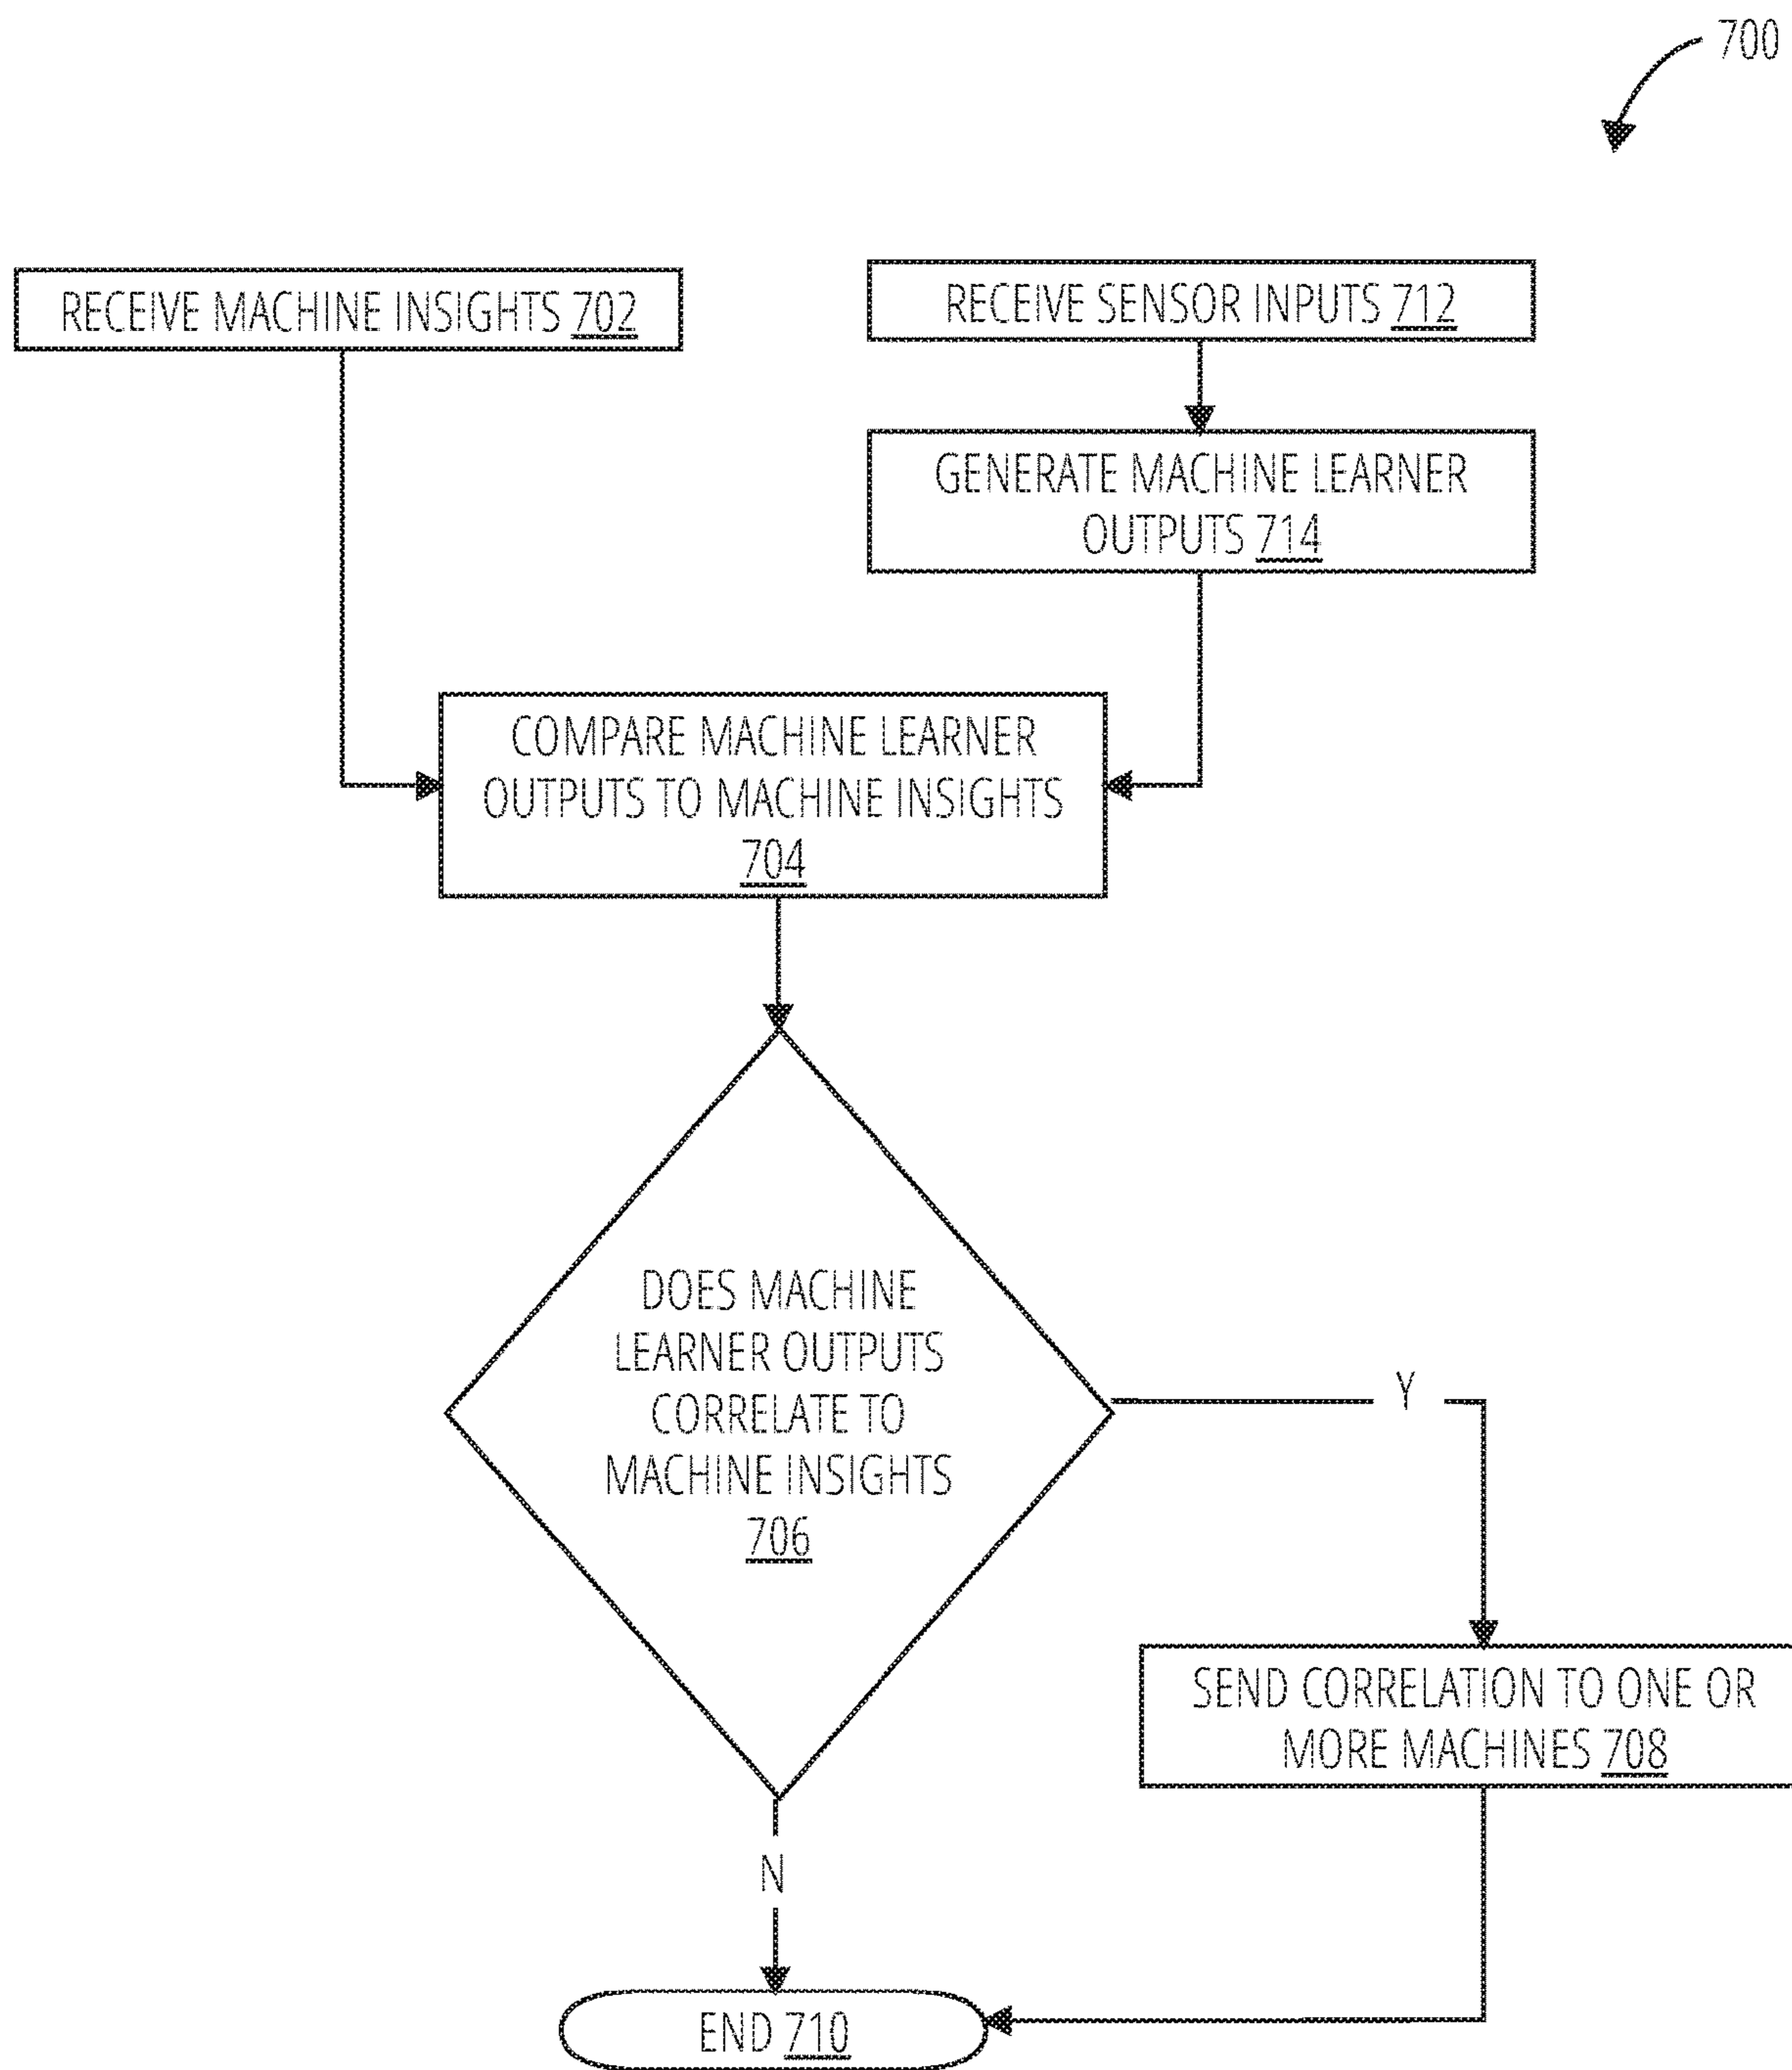 700
RECEIVE MACHINE INSIGHTS 702
RECEIVE SENSOR INPUTS 712
GENERATE MACHINE LEARNER
OUTPUTS 714
COMPARE MACHINE LEARNER
OUTPUTS TO MACHINE INSIGHTS
704
DOES MACHINE
LEARNER OUTPUTS
CORRELATE TO
MACHINE INSIGHTS
706
Y
SEND CORRELATION TO ONE OR
MORE MACHINES 708
N
END 710